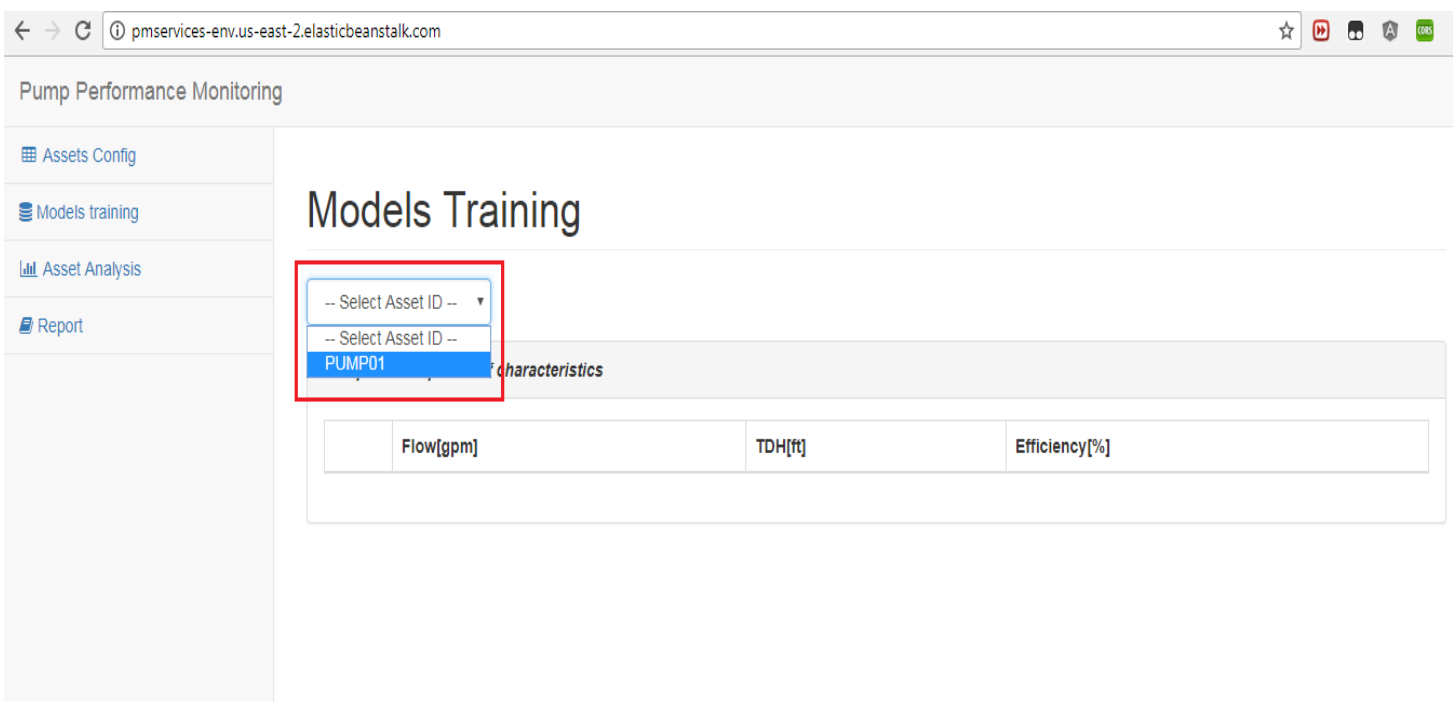 pmservices-env.us-east-2.elasticbeanstalk.com
CORS
Pump Performance Monitoring
Assets Config
Models training
Asset Analysis
Report
Models Training
-- Select Asset ID --
-- Select Asset ID --
PUMP01
characteristics
Flow[gpm] TDH[ft] Efficiency[%]